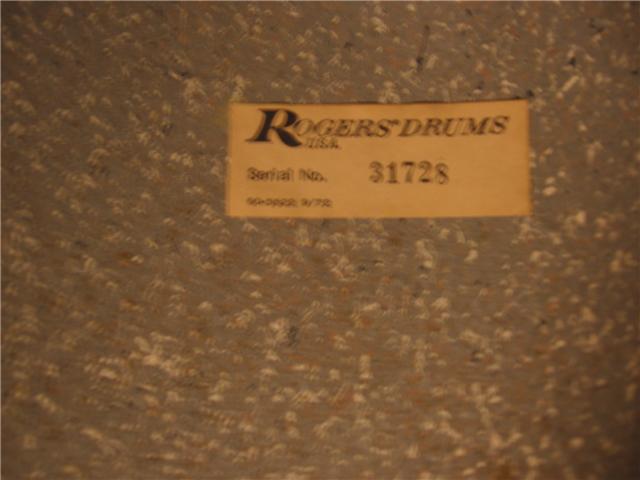 ROGERS DRUMS
U.S.A.
Serial No. 31728